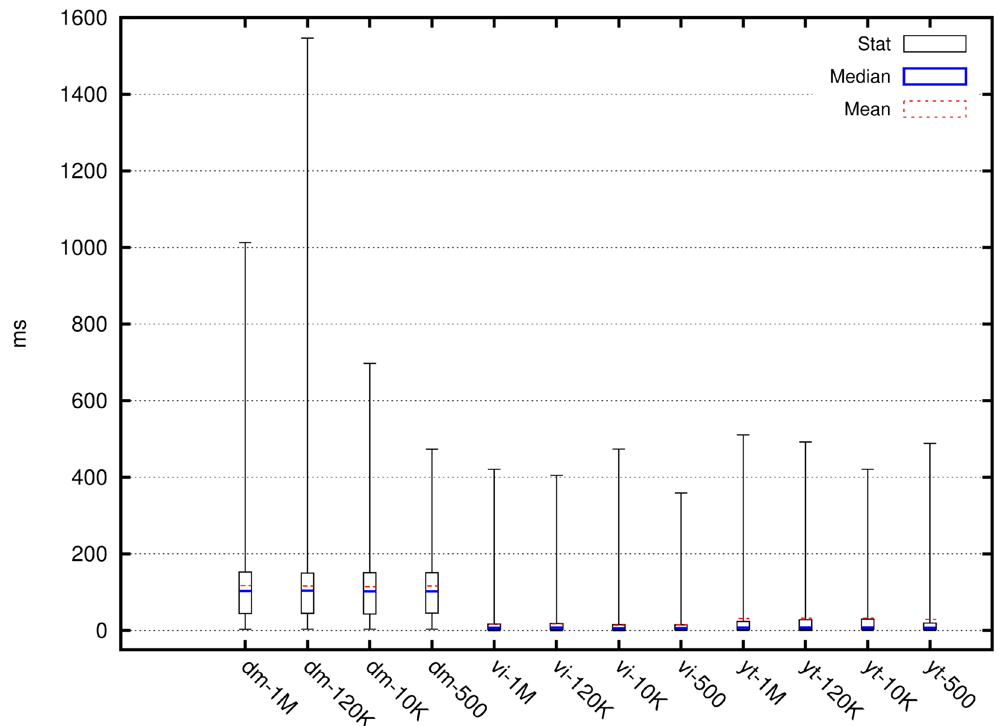 1600
1400
1200
1000
800
600
400
200
0
ms
Stat
Median
Mean
dm-1M
dm-120K
dm-10K
dm-500
vi-1M
vi-120K
vi-10K
vi-500
yt-1M
yt-120K
yt-10K
yt-500